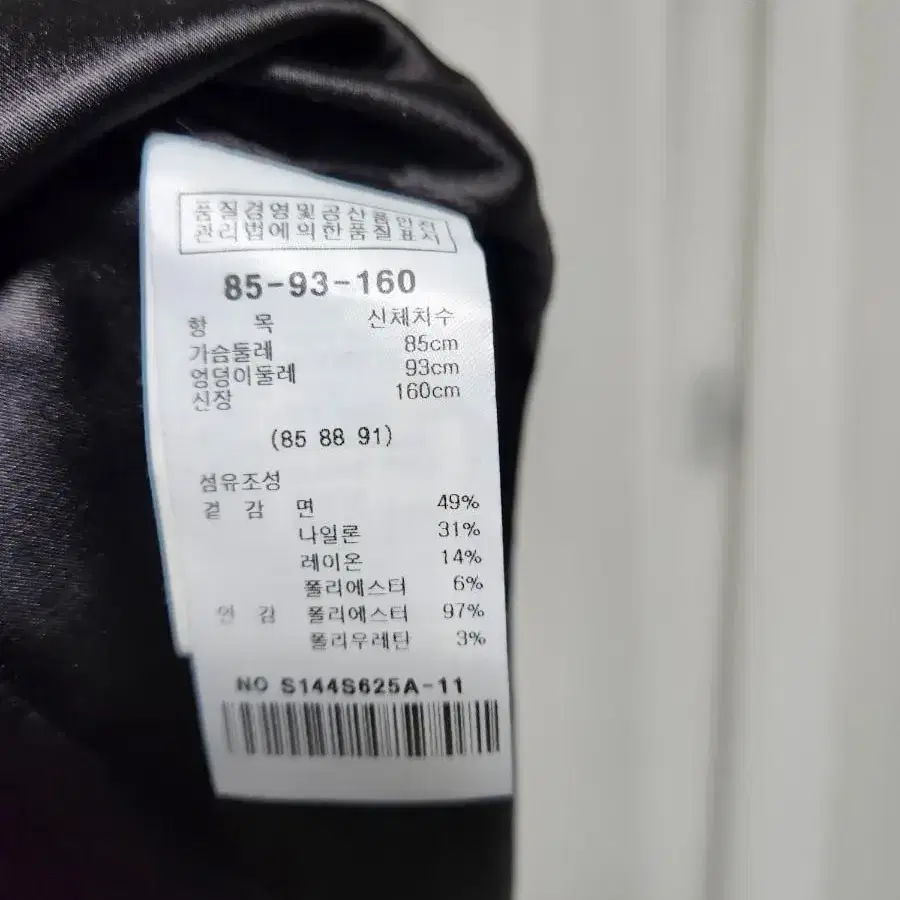 품질경영및공산품안전
관리법에의한품질표시
85-93-160
항 목 신체치수
가슴둘레 85cm
엉덩이둘레 93cm
신장 160cm
(85 88 91)
섬유조성
겉 감 면 49%
나일론 31%
레이온 14%
폴리에스터 6%
안 감 폴리에스터 97%
폴리우레탄 3%
NO S144S625A-11